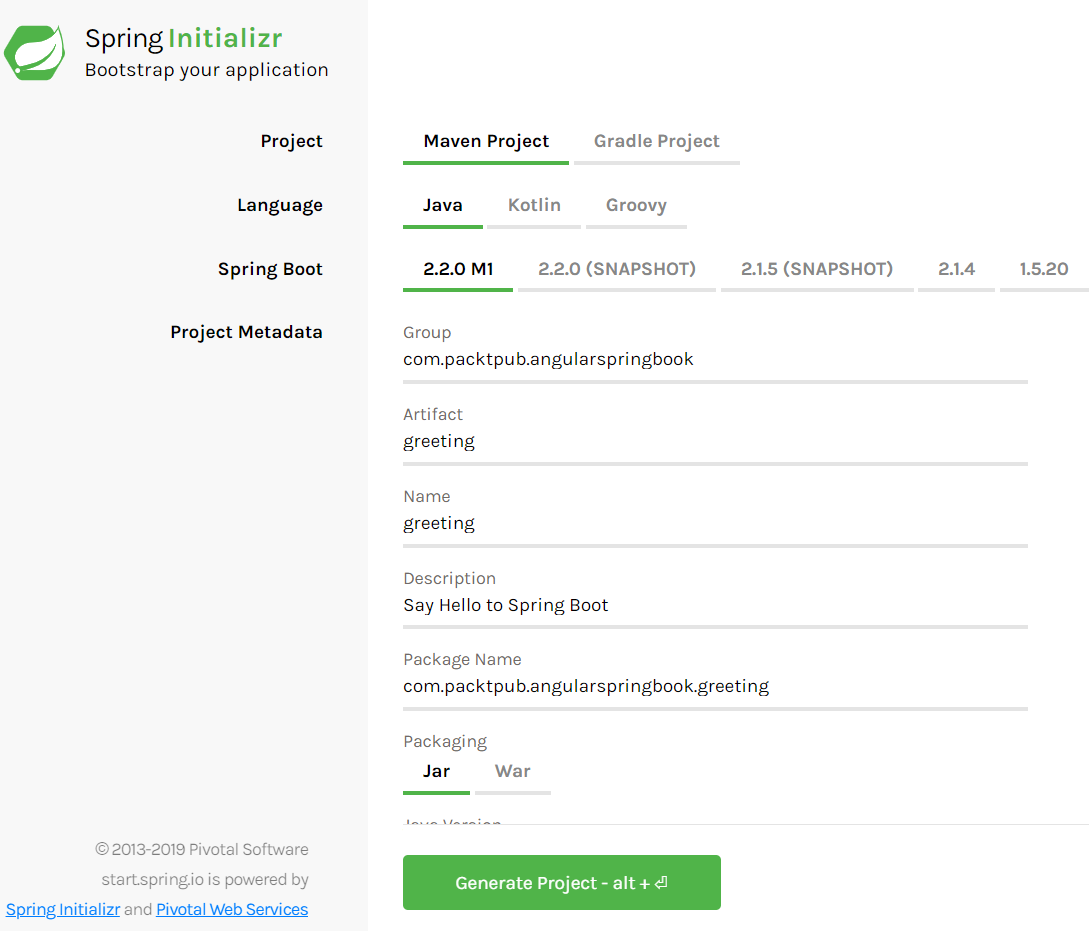 Spring Initializr
Bootstrap your application
Project
Maven Project Gradle Project
Language
Java Kotlin Groovy
Spring Boot
2.2.0 M1 2.2.0 (SNAPSHOT) 2.1.5 (SNAPSHOT) 2.1.4 1.5.20
Project Metadata
Group
com.packtpub.angularspringbook
Artifact
greeting
Name
greeting
Description
Say Hello to Spring Boot
Package Name
com.packtpub.angularspringbook.greeting
Packaging
Jar War
Java Version
Generate Project - alt + ⏎
© 2013-2019 Pivotal Software
start.spring.io is powered by
Spring Initializr and Pivotal Web Services